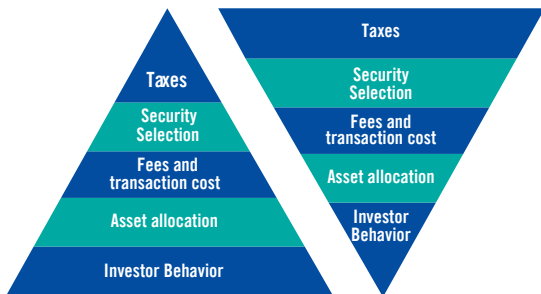 Taxes
Security
Selection
Fees and
transaction cost
Asset allocation
Investor Behavior
Taxes
Security
Selection
Fees and
transaction cost
Asset allocation
Investor
Behavior